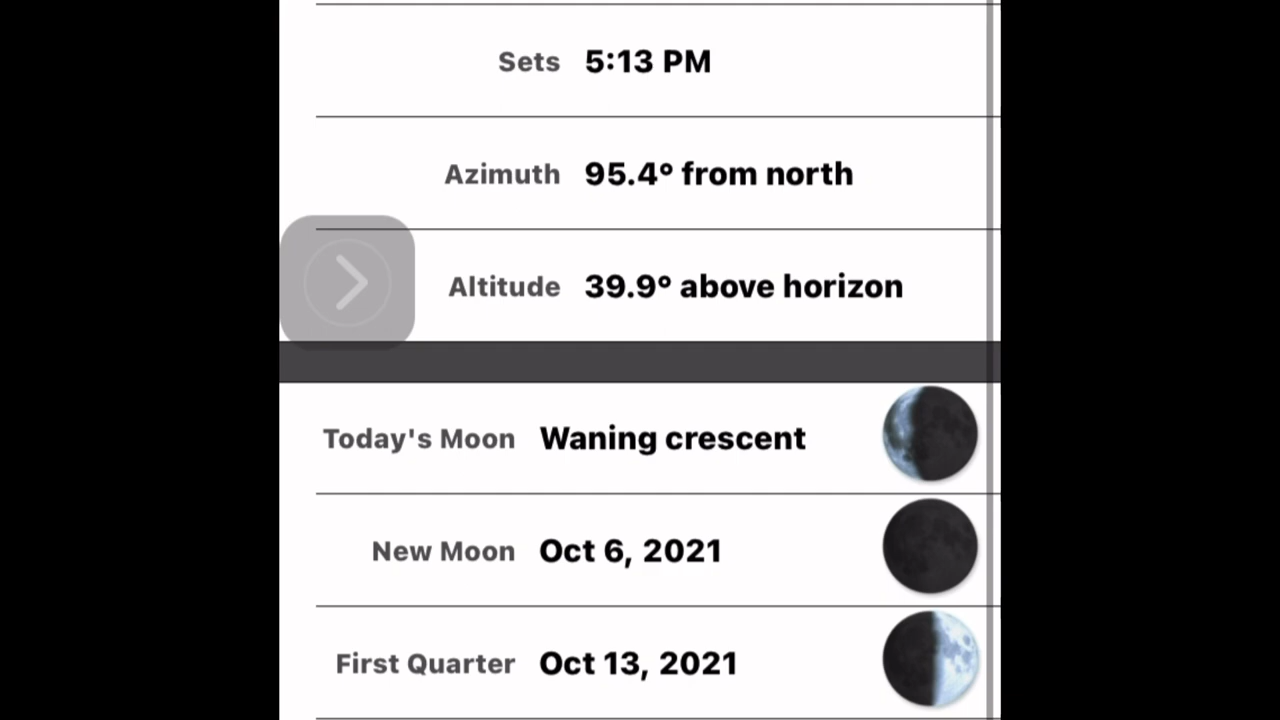 Sets 5:13 PM
Azimuth 95.4° from north
Altitude 39.9° above horizon
Today's Moon Waning crescent
New Moon Oct 6, 2021
First Quarter Oct 13, 2021